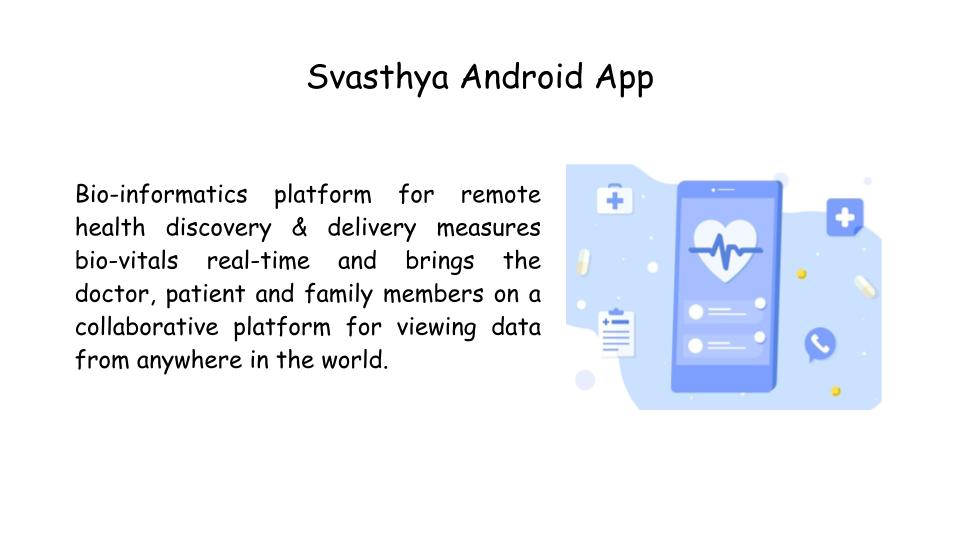 Svasthya Android App
Bio-informatics platform for remote
health discovery & delivery measures
bio-vitals real-time and brings the
doctor, patient and family members on a
collaborative platform for viewing data
from anywhere in the world.